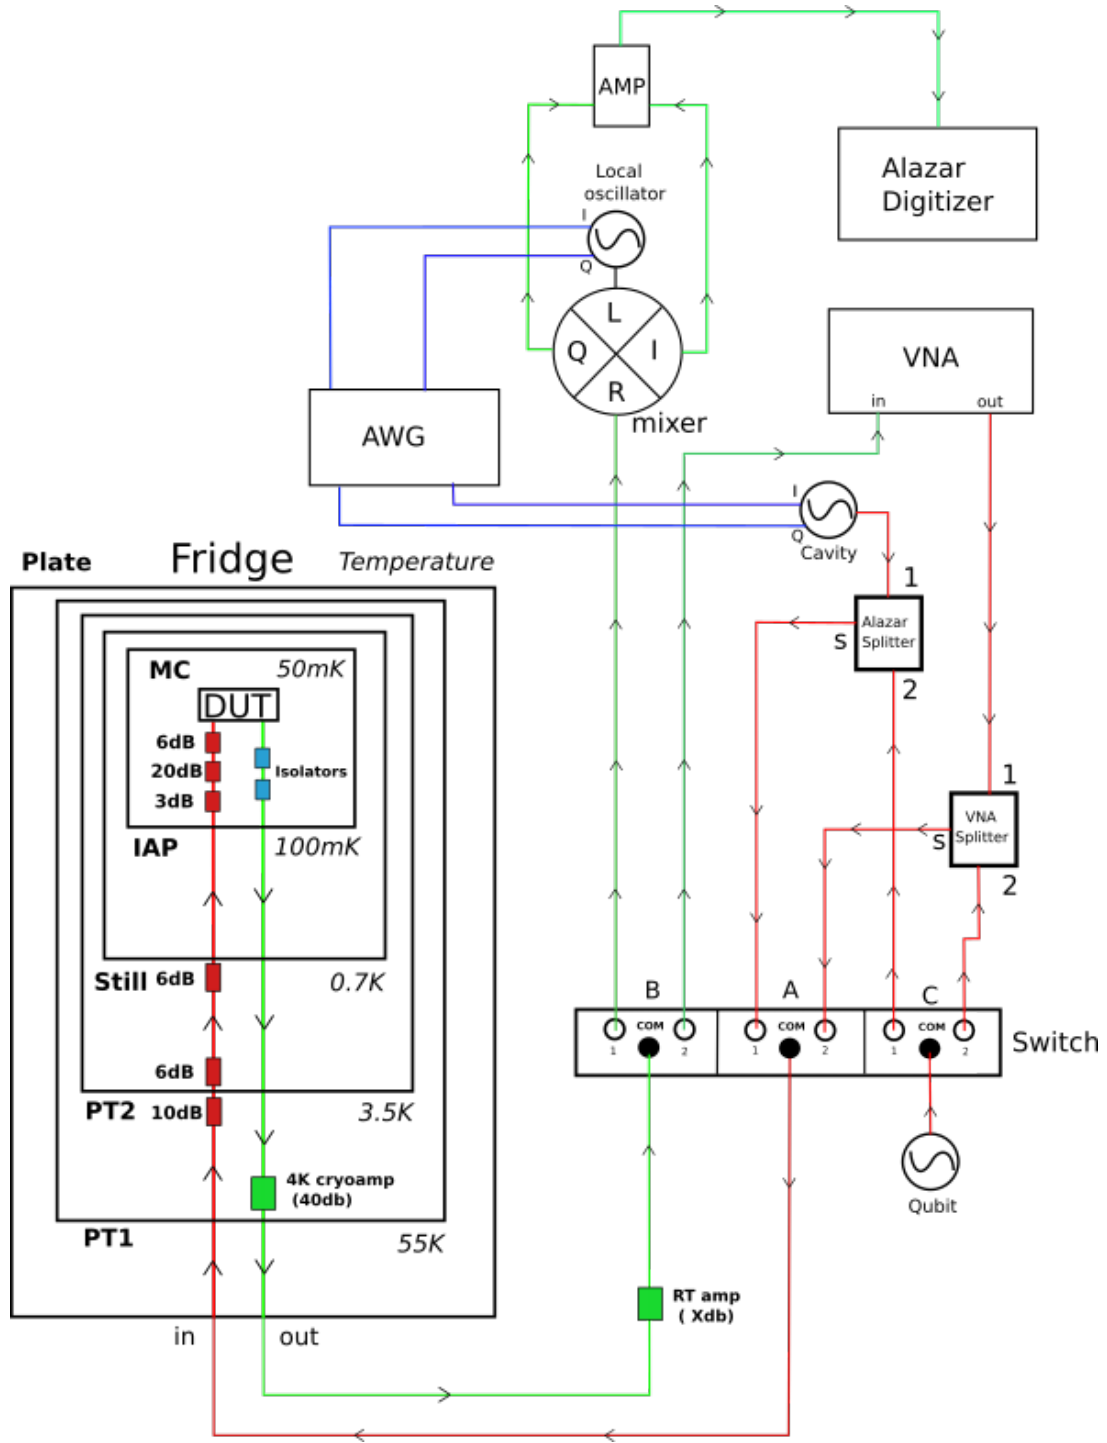 AMP
Alazar
Digitizer
Local
oscillator
I
Q
L
Q
I
R
mixer
VNA
in
out
AWG
I
Q
Cavity
1
Alazar
Splitter
S
2
1
VNA
Splitter
S
2
Plate
Fridge
Temperature
MC
50mK
DUT
6dB
20dB
3dB
Isolators
IAP
100mK
Still
6dB
0.7K
6dB
PT2
10dB
3.5K
4K cryoamp
(40db)
PT1
55K
in
out
B
A
C
COM
1
2
COM
1
2
COM
1
2
Switch
Qubit
RT amp
( Xdb)